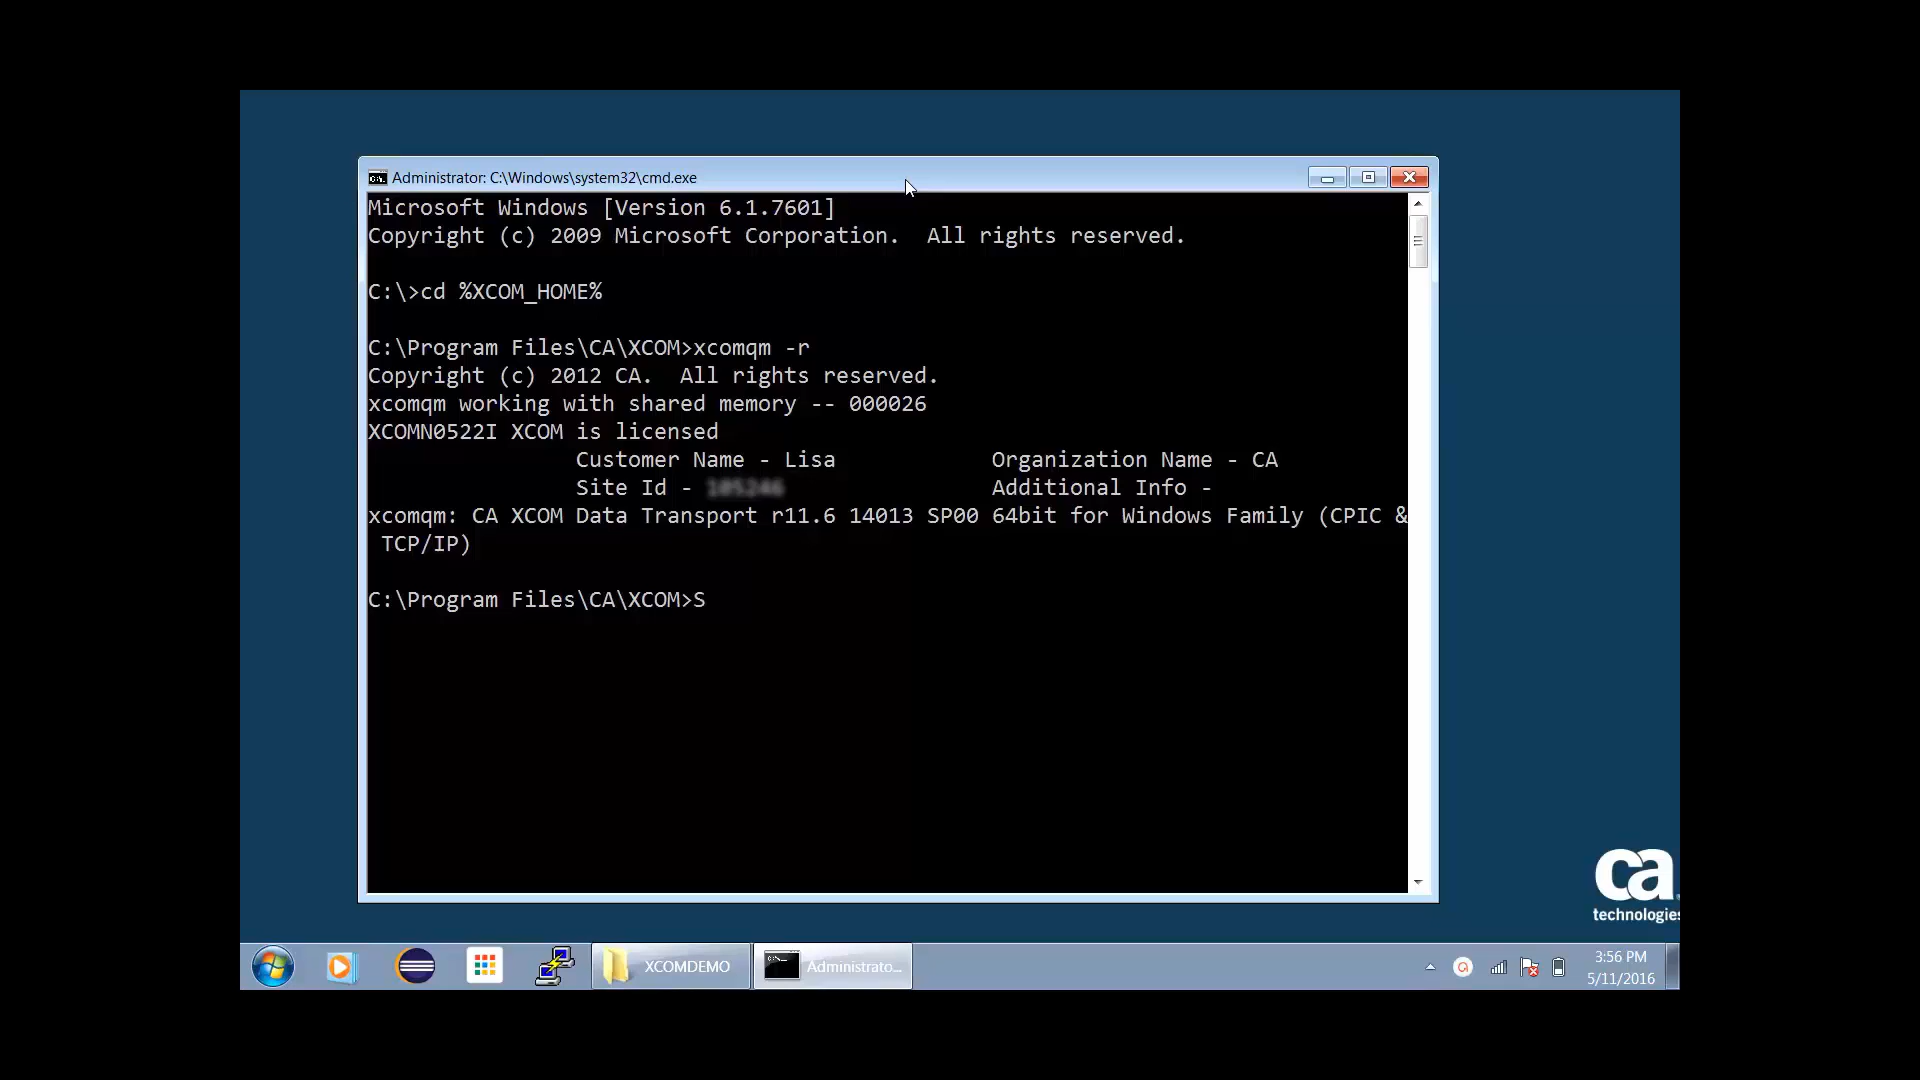 Administrator: C:\Windows\system32\cmd.exe
Microsoft Windows [Version 6.1.7601]
Copyright (c) 2009 Microsoft Corporation.  All rights reserved.
C:\>cd %XCOM_HOME%
C:\Program Files\CA\XCOM>xcomqm -r
Copyright (c) 2012 CA.  All rights reserved.
xcomqm working with shared memory -- 000026
XCOMN0522I XCOM is licensed
Customer Name - Lisa            Organization Name - CA
Site Id -            Additional Info -
xcomqm: CA XCOM Data Transport r11.6 14013 SP00 64bit for Windows Family (CPIC &
TCP/IP)
C:\Program Files\CA\XCOM>S
ca
technologies
XCOMDEMO
Administrato...
3:56 PM
5/11/2016